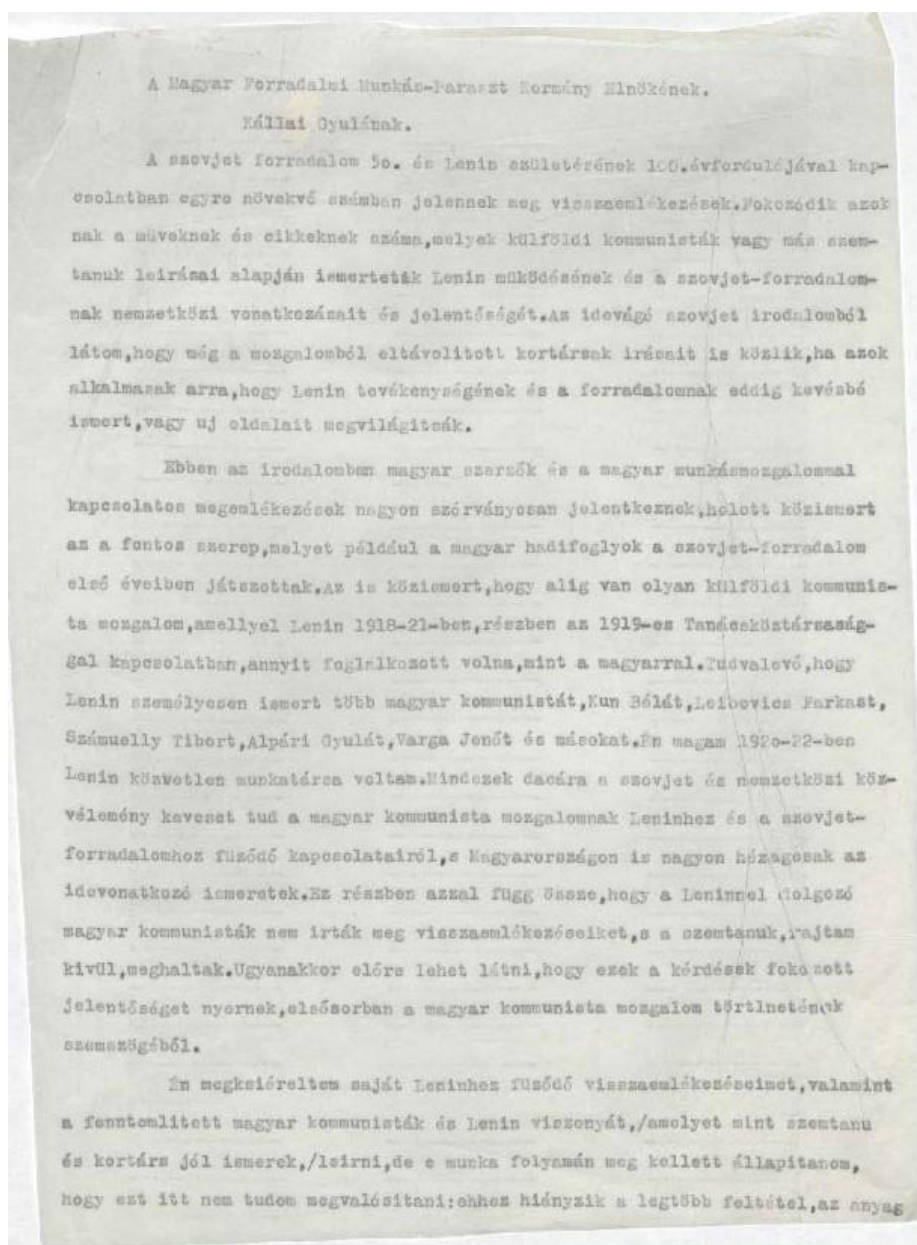 A Magyar Forradalmi Munkás-Paraszt Kormány Elnökének.
Kállai Gyulának.
A szovjet forradalom 5o. és Lenin születésének 1oo.évfordulójával kap-
csolatban egyre növekvő számban jelennek meg visszaemlékezések.Fokozódik azok
nak a müveknek és cikkeknek száma,melyek külföldi kommunisták vagy más szem-
tanuk leirásai alapján ismerteták Lenin müködésének és a szovjet-forradalom-
nak nemzetközi vonatkozásait és jelentőségét.Az idevágó szovjet irodalomból
látom,hogy még a mozgalomból eltávolitott kortársak irásait is közlik,ha azok
alkalmasak arra,hogy Lenin tevékenységének és a forradalomnak eddig kevésbé
ismert,vagy uj oldalait megvilágitsák.
Ebben az irodalomban magyar szerzők és a magyar munkásmozgalommal
kapcsolatos megemlékezések nagyon szórványosan jelentkeznek,holott közismert
az a fontos szerep,melyet például a magyar hadifoglyok a szovjet-forradalom
első éveiben játszottak.Az is közismert,hogy alig van olyan külföldi kommunis-
ta mozgalom,amellyel Lenin 1918-21-ben,részben az 1919-es Tanácsköztársaság-
gal kapcsolatban,annyit foglalkozott volna,mint a magyarral.Tudvalevő,hogy
Lenin személyesen ismert több magyar kommunistát,Kun Bélát,Leibovics Farkast,
Számuelly Tibort,Alpári Gyulát,Varga Jenőt és másokat.Én magam 192o-22-ben
Lenin közvetlen munkatársa voltam.Mindezek dacára a szovjet és nemzetközi köz-
vélemény keveset tud a magyar kommunista mozgalomnak Leninhez és a szovjet-
forradalomhoz füződő kapcsolatairól,s Magyarországon is nagyon hézagosak az
idevonatkozó ismeretek.Ez részben azzal függ össze,hogy a Leninnel dolgozó
magyar kommunisták nem irták meg visszaemlékezéseiket,s a szemtanuk,rajtam
kivül,meghaltak.Ugyanakkor előre lehet látni,hogy ezek a kérdések fokozott
jelentőséget nyernek,elsősorban a magyar kommunista mozgalom törtlnetének
szemszögéből.
Én megksiéreltem saját Leninhez füződő visszaemlékezéseimet,valamint
a fenntemlitett magyar kommunisták és Lenin viszonyát,/amelyet mint szemtanu
és kortárs jól ismerek,/leirni,de e munka folyamán meg kellett állapitanom,
hogy ezt itt nem tudom megvalósitani:ehhez hiányzik a legtöbb feltétel,az anyag